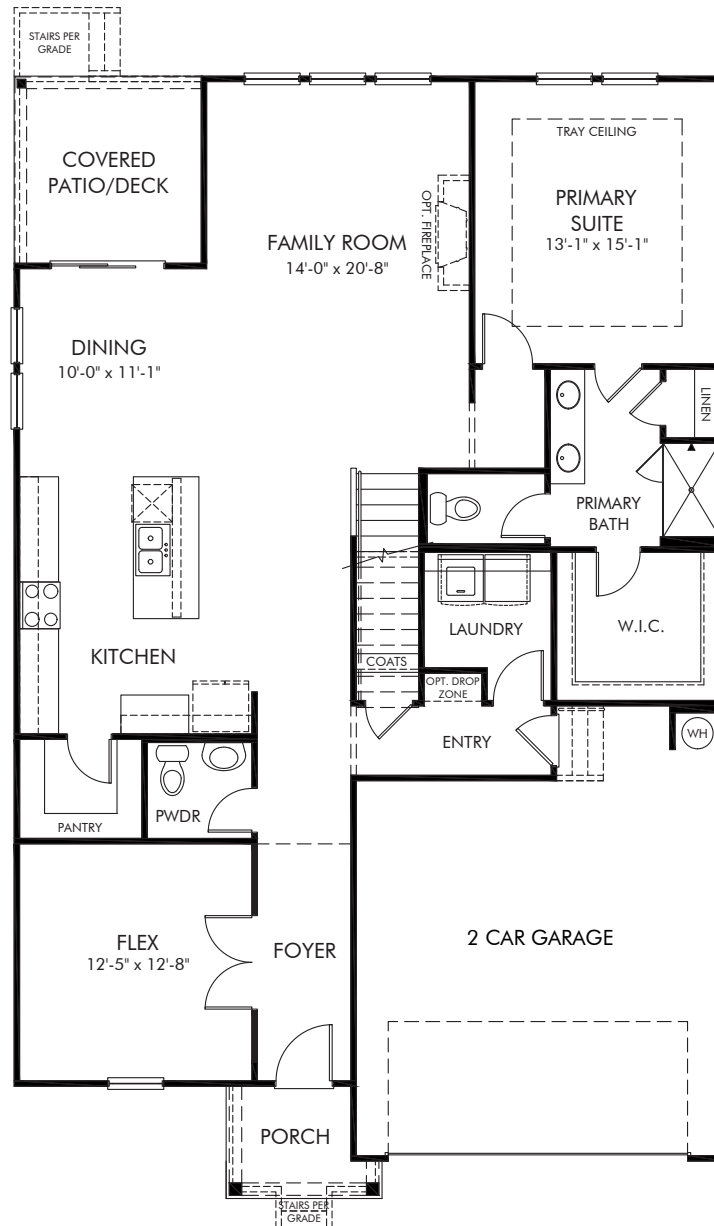 STAIRS PER
GRADE
COVERED
PATIO/DECK
TRAY CEILING
PRIMARY
SUITE
13'-1" x 15'-1"
FAMILY ROOM
14'-0" x 20'-8"
OPT. FIREPLACE
DINING
10'-0" x 11'-1"
LINEN
PRIMARY
BATH
LAUNDRY
W.I.C.
KITCHEN
COATS
OPT. DROP
ZONE
ENTRY
WH
PWDR
PANTRY
FLEX
12'-5" x 12'-8"
FOYER
2 CAR GARAGE
PORCH
STAIRS PER
GRADE